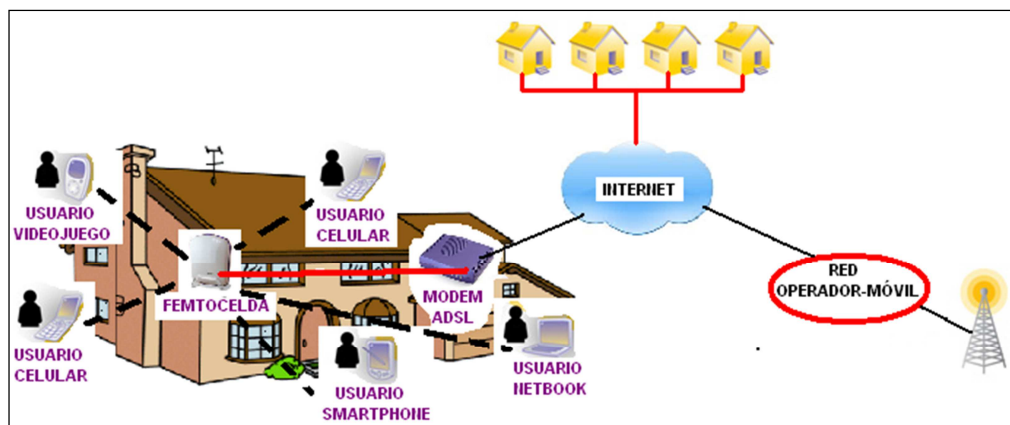 INTERNET
USUARIO
VIDEOJUEGO
USUARIO
CELULAR
FEMTOCELDA
MODEM
ADSL
RED
OPERADOR-MÓVIL
USUARIO
CELULAR
USUARIO
SMARTPHONE
USUARIO
NETBOOK